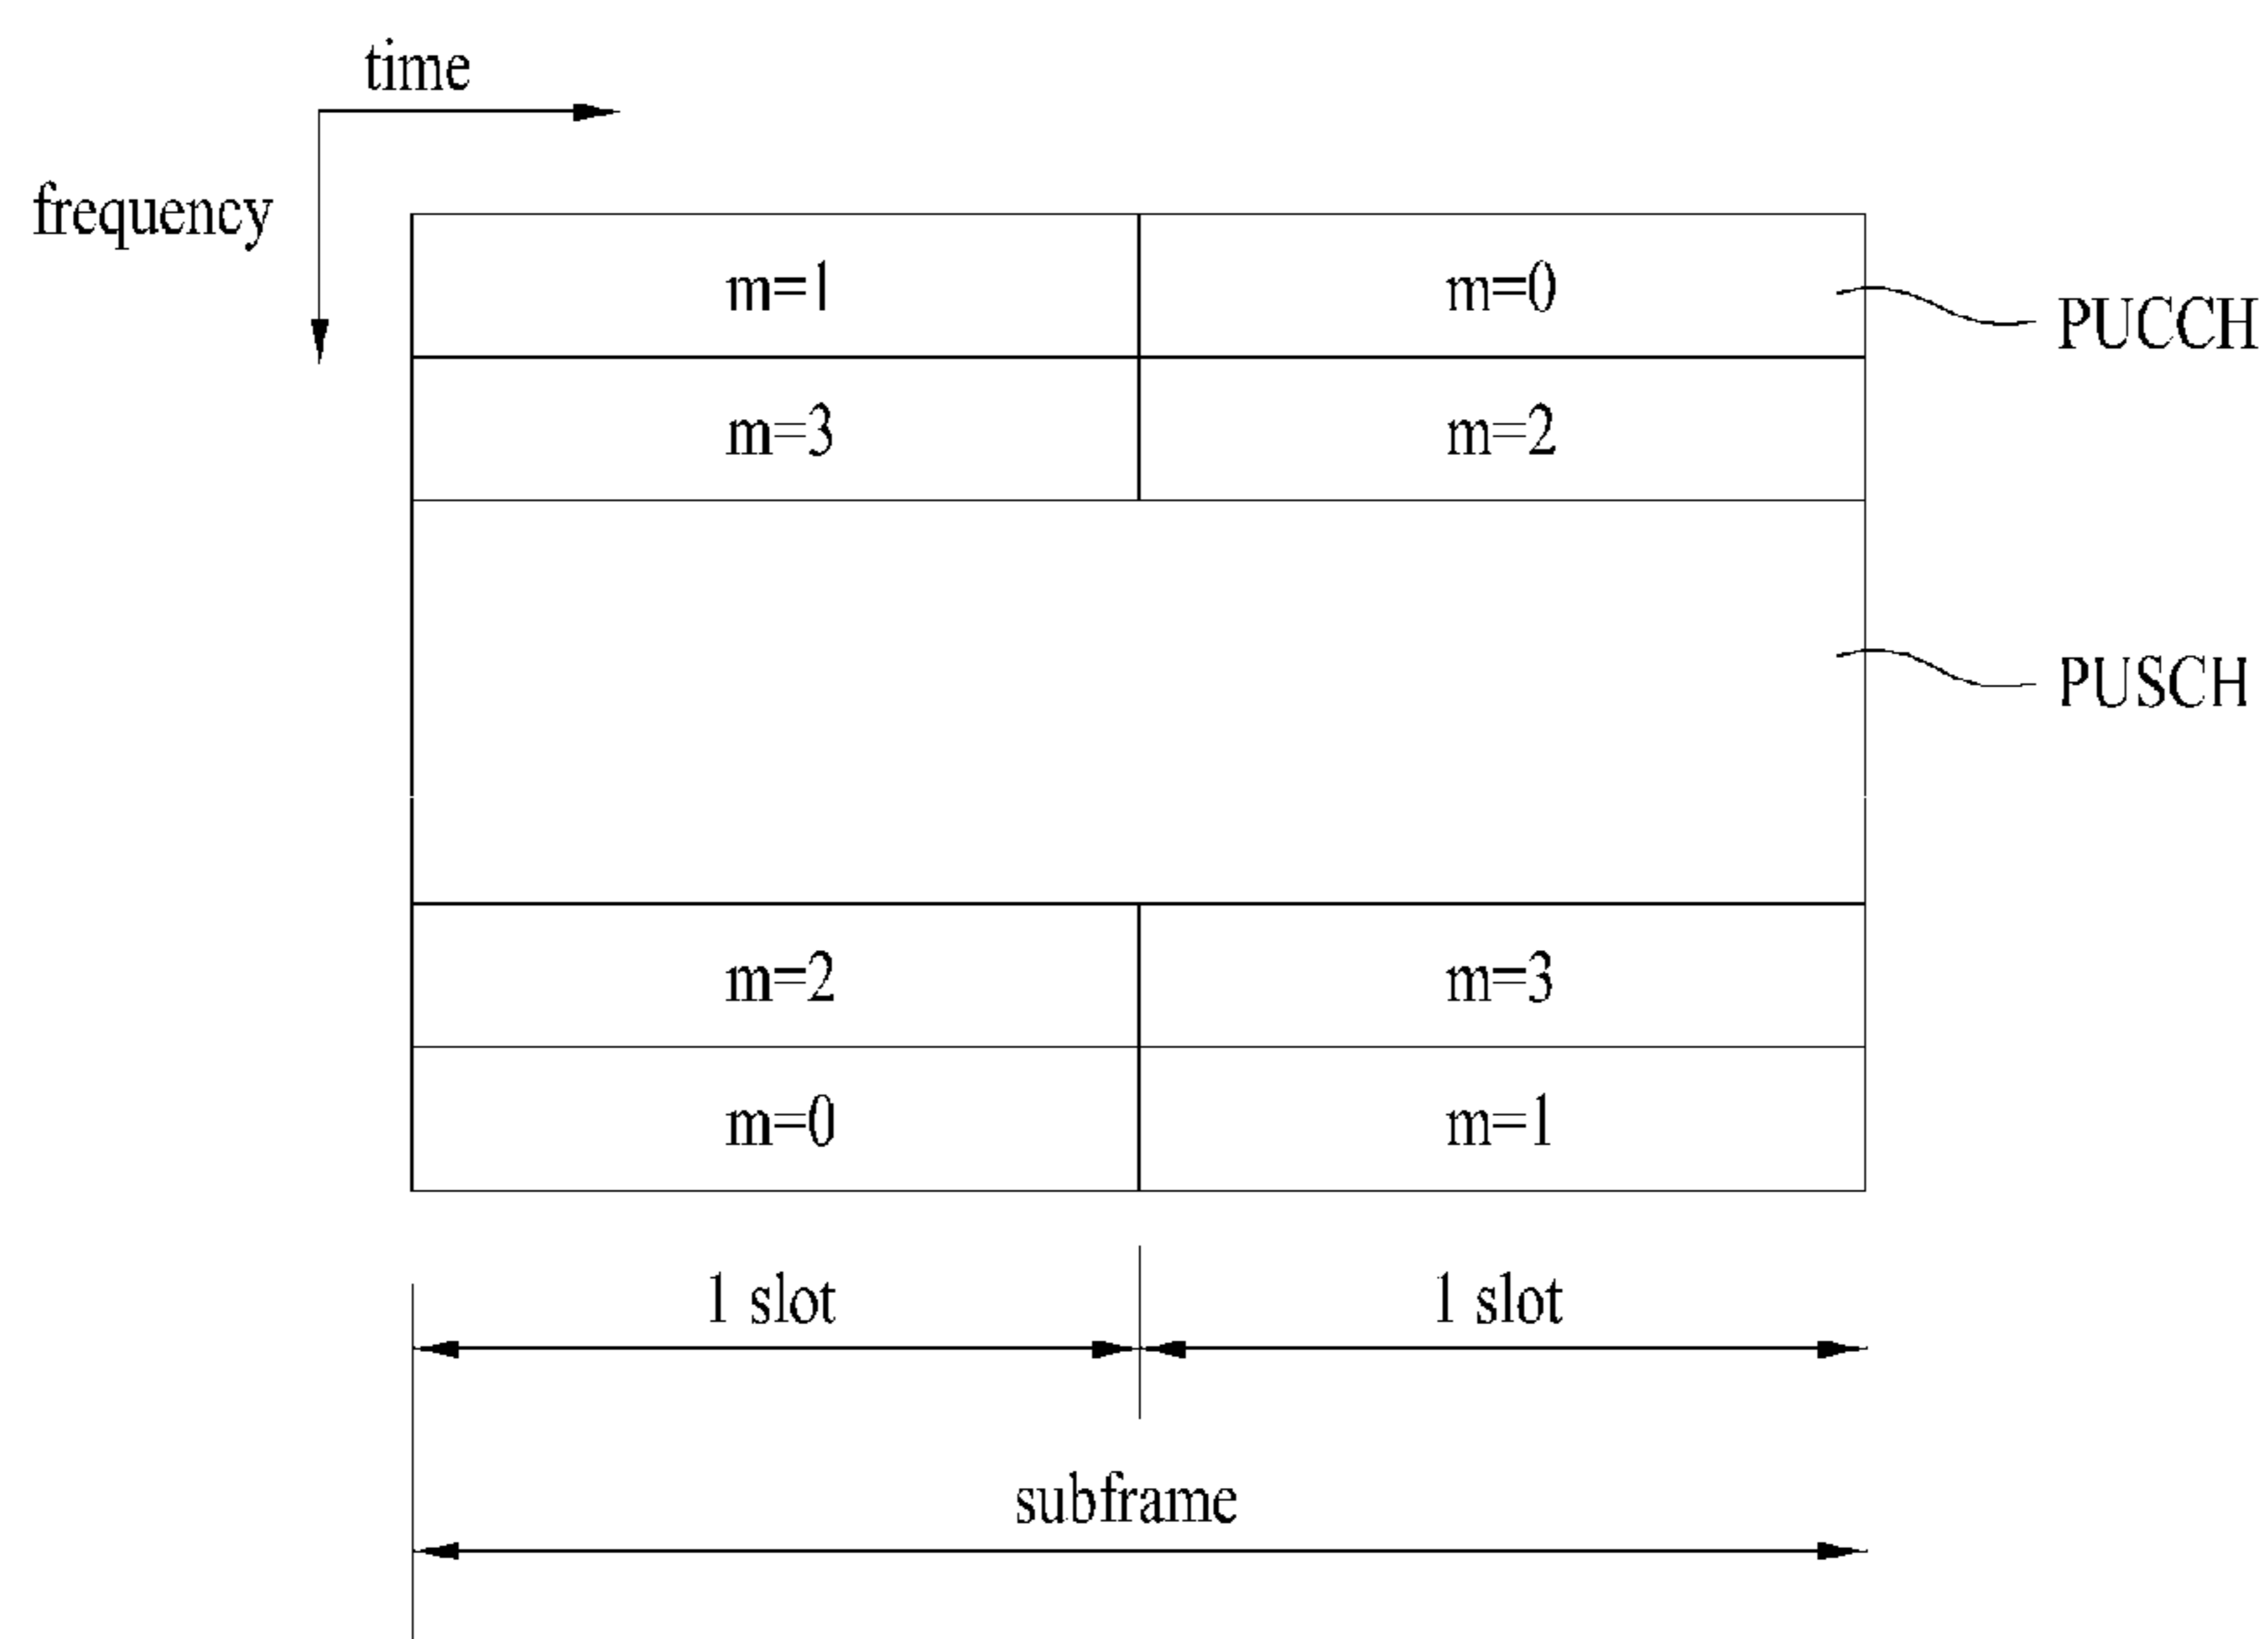 time
frequency
m=1
m=0
PUCCH
m=3
m=2
PUSCH
m=2
m=3
m=0
m=1
1 slot
1 slot
subframe